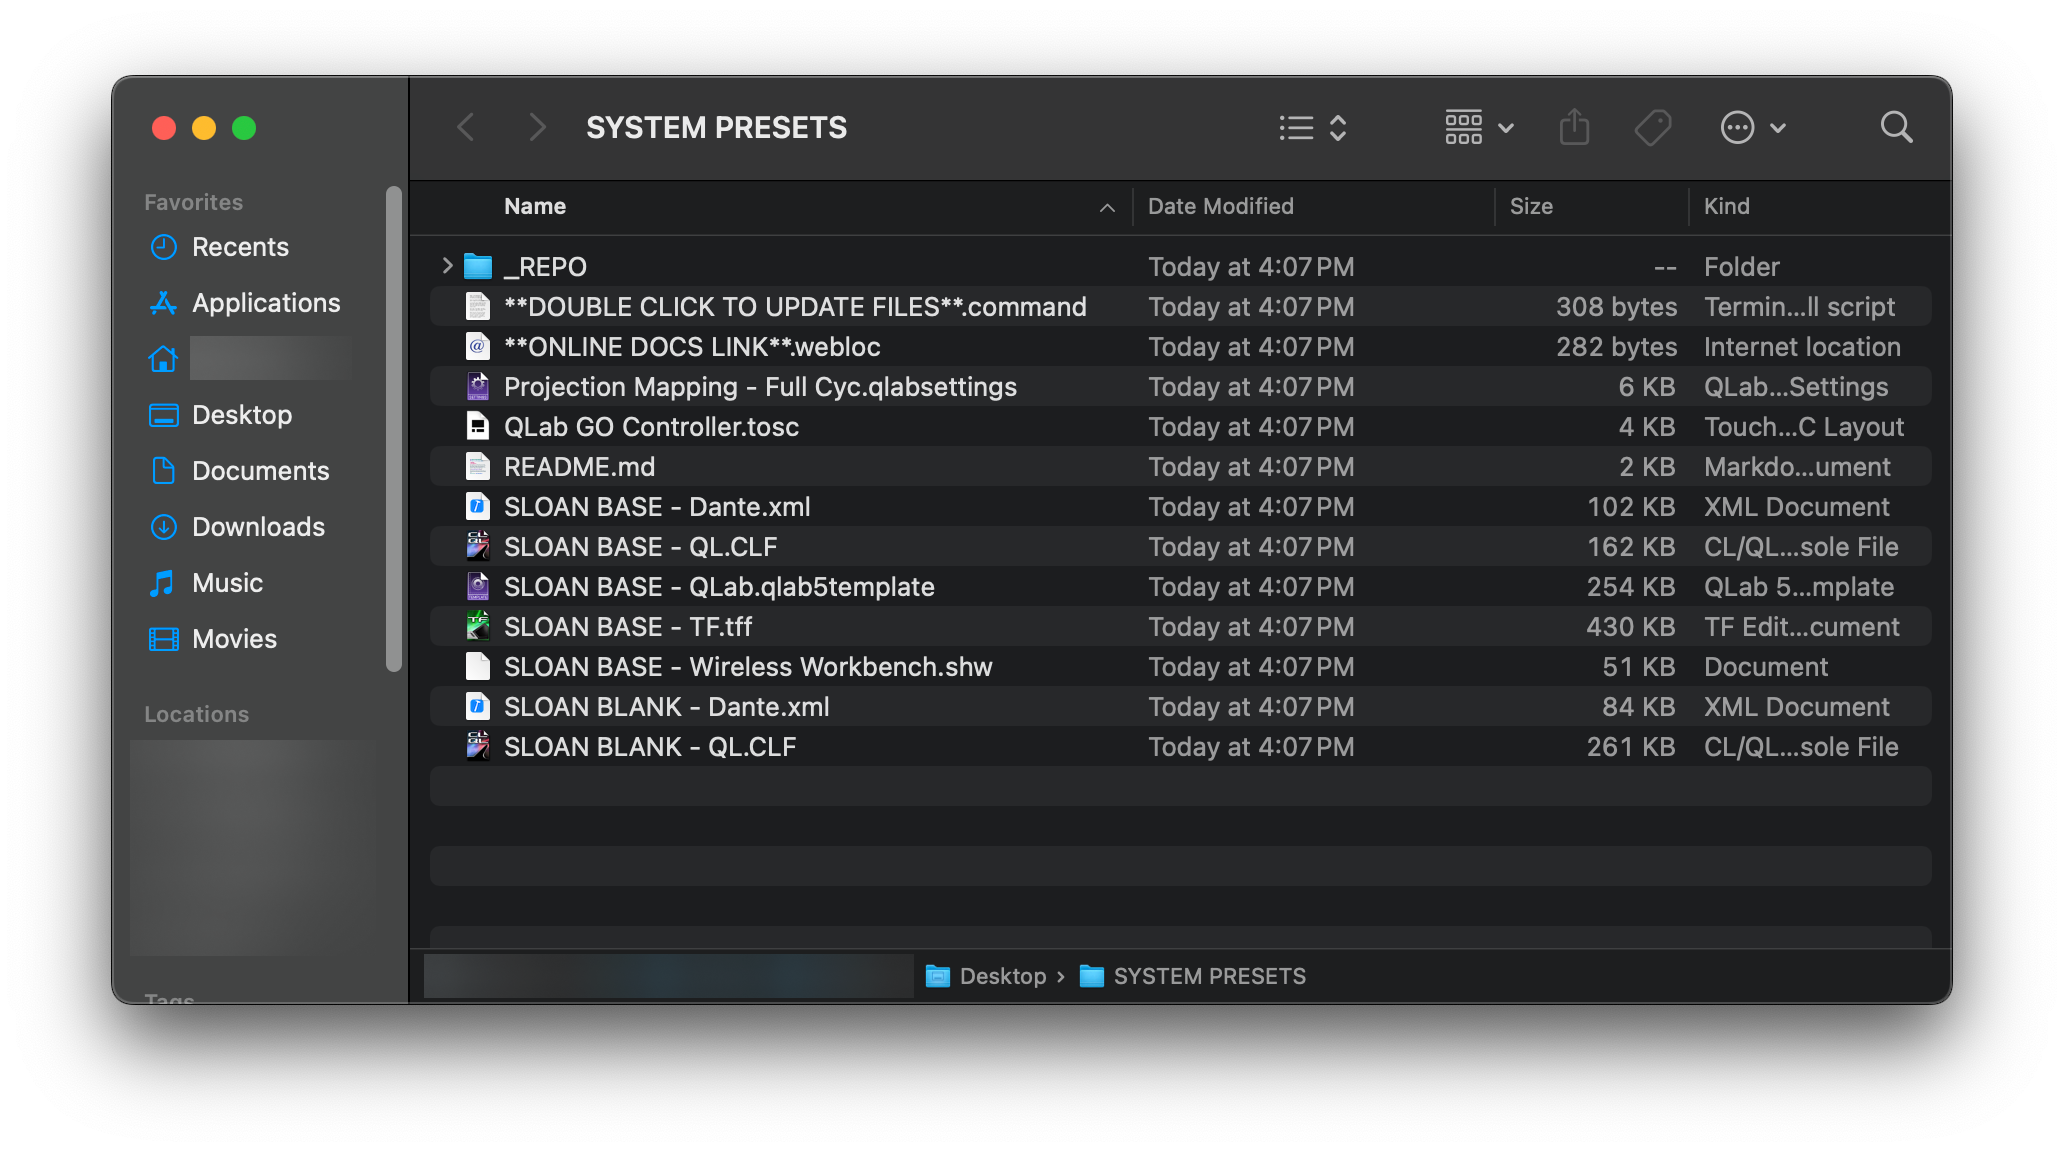 SYSTEM PRESETS
Favorites
Recents
Applications
Desktop
Documents
Downloads
Music
Movies
Locations
Tags
Name Date Modified Size Kind
_REPO Today at 4:07 PM -- Folder
**DOUBLE CLICK TO UPDATE FILES**.command Today at 4:07 PM 308 bytes Termin...ll script
**ONLINE DOCS LINK**.webloc Today at 4:07 PM 282 bytes Internet location
Projection Mapping - Full Cyc.qlabsettings Today at 4:07 PM 6 KB QLab...Settings
QLab GO Controller.tosc Today at 4:07 PM 4 KB Touch...C Layout
README.md Today at 4:07 PM 2 KB Markdo...ument
SLOAN BASE - Dante.xml Today at 4:07 PM 102 KB XML Document
SLOAN BASE - QL.CLF Today at 4:07 PM 162 KB CL/QL...sole File
SLOAN BASE - QLab.qlab5template Today at 4:07 PM 254 KB QLab 5...mplate
SLOAN BASE - TF.tff Today at 4:07 PM 430 KB TF Edit...cument
SLOAN BASE - Wireless Workbench.shw Today at 4:07 PM 51 KB Document
SLOAN BLANK - Dante.xml Today at 4:07 PM 84 KB XML Document
SLOAN BLANK - QL.CLF Today at 4:07 PM 261 KB CL/QL...sole File
Desktop › SYSTEM PRESETS